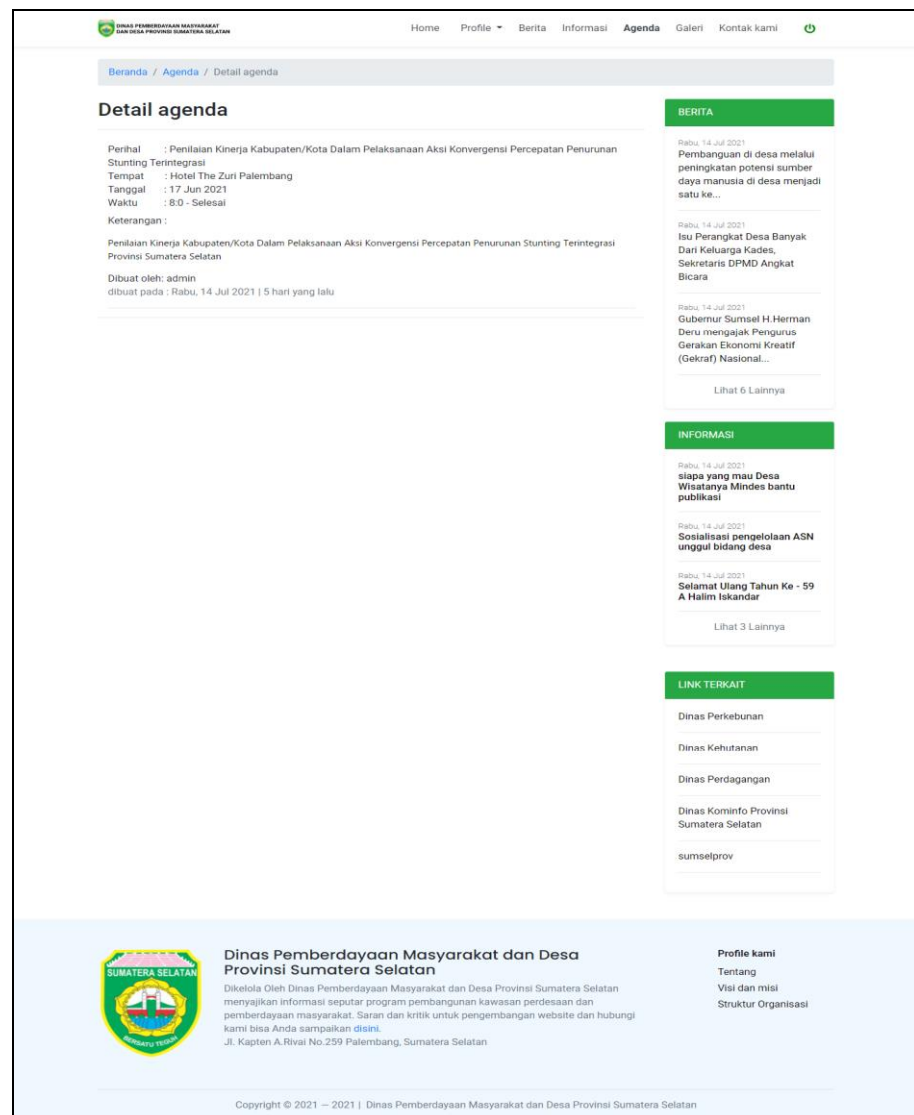 DINAS PEMBERDAYAAN MASYARAKAT
DAN DESA PROVINSI SUMATERA SELATAN
Home Profile Berita Informasi Agenda Galeri Kontak kami
Beranda / Agenda / Detail agenda
Detail agenda
Perihal : Penilaian Kinerja Kabupaten/Kota Dalam Pelaksanaan Aksi Konvergensi Percepatan Penurunan
Stunting Terintegrasi
Tempat : Hotel The Zuri Palembang
Tanggal : 17 Jun 2021
Waktu : 8:0 - Selesai
Keterangan :
Penilaian Kinerja Kabupaten/Kota Dalam Pelaksanaan Aksi Konvergensi Percepatan Penurunan Stunting Terintegrasi
Provinsi Sumatera Selatan
Dibuat oleh: admin
dibuat pada : Rabu, 14 Jul 2021 | 5 hari yang lalu
BERITA
Rabu, 14 Jul 2021
Pembanguan di desa melalui
peningkatan potensi sumber
daya manusia di desa menjadi
satu ke...
Rabu, 14 Jul 2021
Isu Perangkat Desa Banyak
Dari Keluarga Kades,
Sekretaris DPMD Angkat
Bicara
Rabu, 14 Jul 2021
Gubernur Sumsel H.Herman
Deru mengajak Pengurus
Gerakan Ekonomi Kreatif
(Gekraf) Nasional...
Lihat 6 Lainnya
INFORMASI
Rabu, 14 Jul 2021
siapa yang mau Desa
Wisatanya Mindes bantu
publikasi
Rabu, 14 Jul 2021
Sosialisasi pengelolaan ASN
unggul bidang desa
Rabu, 14 Jul 2021
Selamat Ulang Tahun Ke - 59
A Halim Iskandar
Lihat 3 Lainnya
LINK TERKAIT
Dinas Perkebunan
Dinas Kehutanan
Dinas Perdagangan
Dinas Kominfo Provinsi
Sumatera Selatan
sumselprov
SUMATERA SELATAN
BERSATU TEGUH
Dinas Pemberdayaan Masyarakat dan Desa
Provinsi Sumatera Selatan
Dikelola Oleh Dinas Pemberdayaan Masyarakat dan Desa Provinsi Sumatera Selatan
menyajikan informasi seputar program pembangunan kawasan perdesaan dan
pemberdayaan masyarakat. Saran dan kritik untuk pengembangan website dan hubungi
kami bisa Anda sampaikan disini.
Jl. Kapten A.Rivai No.259 Palembang, Sumatera Selatan
Profile kami
Tentang
Visi dan misi
Struktur Organisasi
Copyright © 2021 — 2021 | Dinas Pemberdayaan Masyarakat dan Desa Provinsi Sumatera Selatan